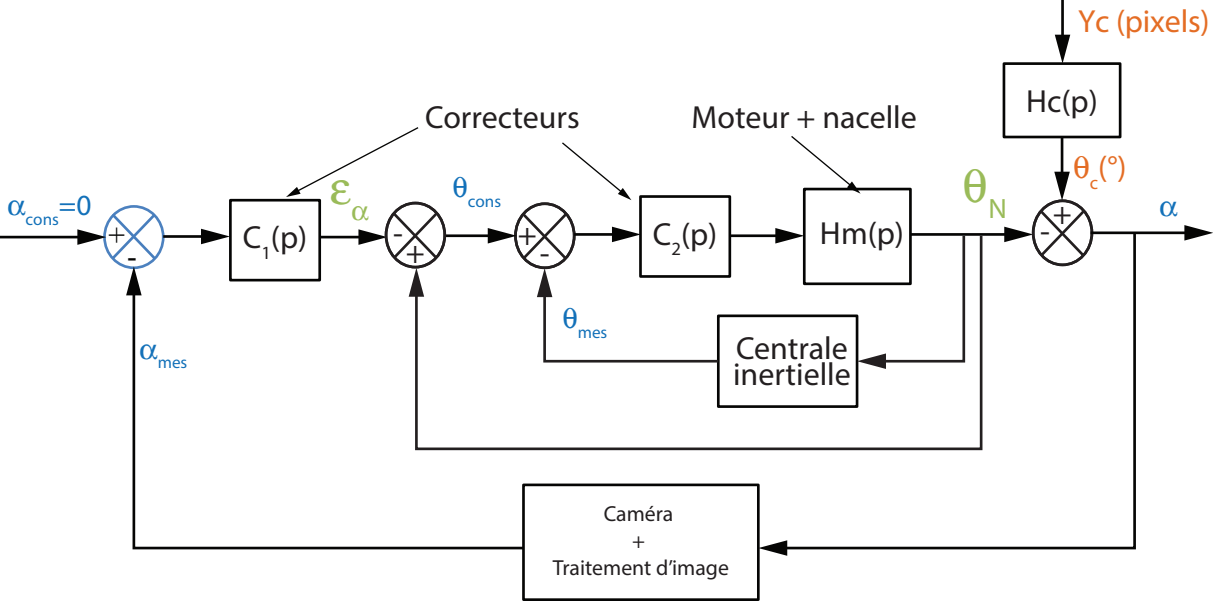 Yc (pixels)
Hc(p)
Correcteurs
Moteur + nacelle
θc(°)
αcons=0
εα
θcons
θN
α
+
-
C1(p)
-
+
+
-
C2(p)
Hm(p)
+
-
αmes
θmes
Centrale
inertielle
Caméra
+
Traitement d'image